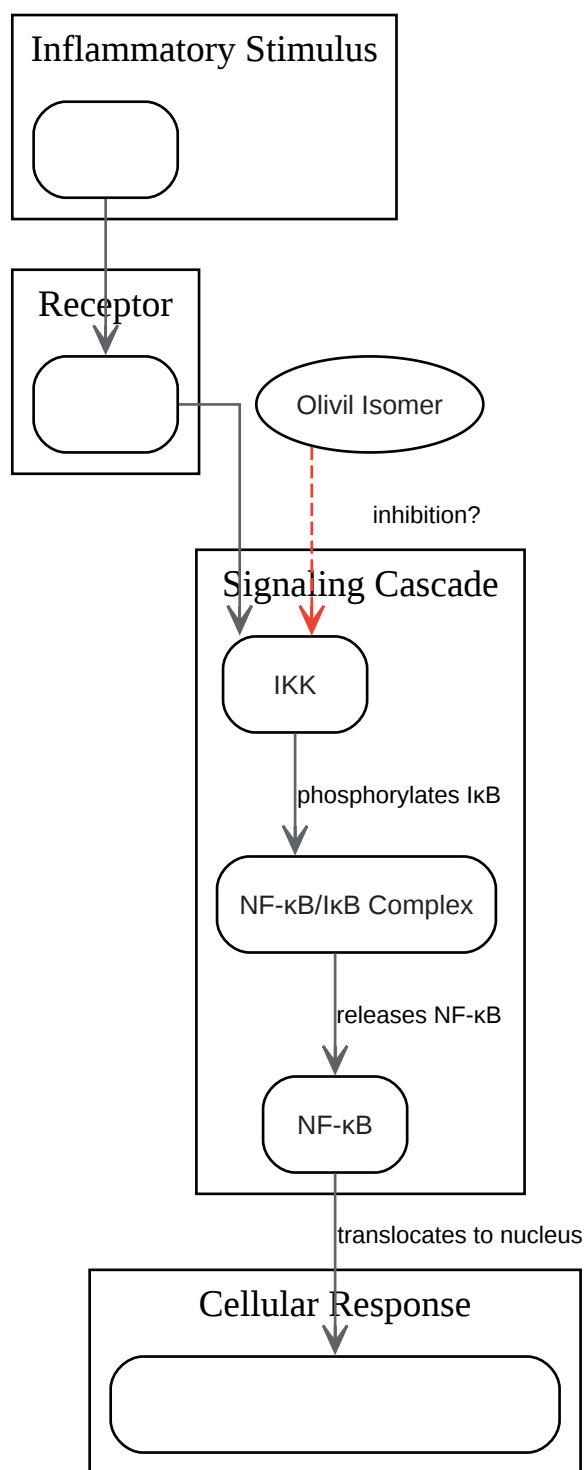 Inflammatory Stimulus
Receptor
Olivil Isomer
inhibition?
Signaling Cascade
IKK
phosphorylates IκB
NF-κB/IκB Complex
releases NF-κB
NF-κB
translocates to nucleus
Cellular Response